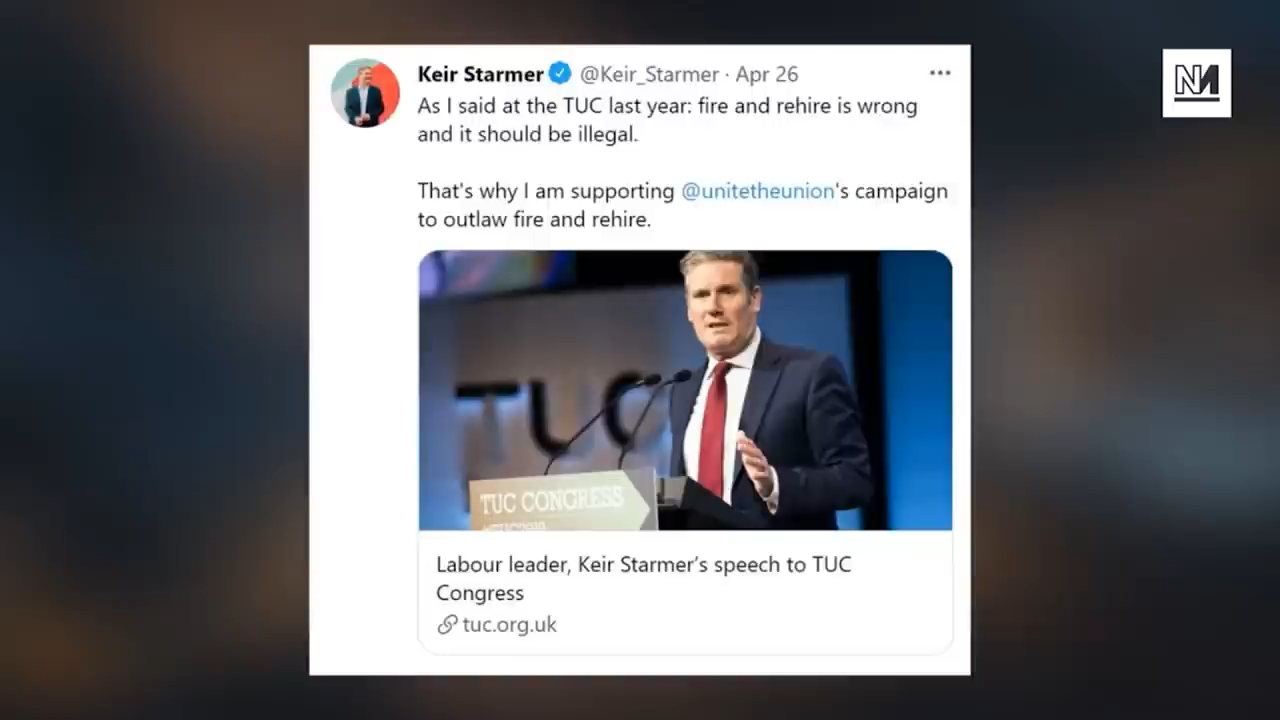 Keir Starmer @Keir_Starmer · Apr 26
As I said at the TUC last year: fire and rehire is wrong
and it should be illegal.
That's why I am supporting @unitetheunion's campaign
to outlaw fire and rehire.
TUC
TUC CONGRESS
Labour leader, Keir Starmer's speech to TUC
Congress
tuc.org.uk
NM